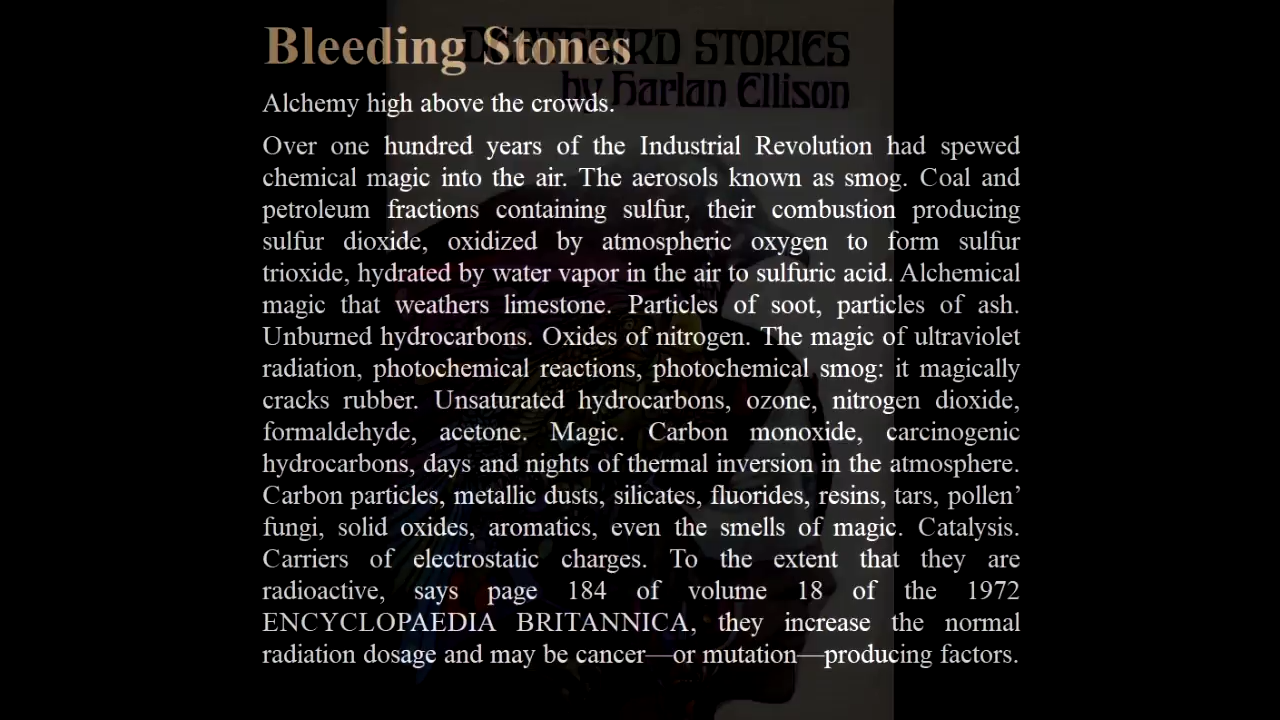 Bleeding Stones
DEATHBIRD STORIES
by Harlan Ellison
Alchemy high above the crowds.
Over one hundred years of the Industrial Revolution had spewed
chemical magic into the air. The aerosols known as smog. Coal and
petroleum fractions containing sulfur, their combustion producing
sulfur dioxide, oxidized by atmospheric oxygen to form sulfur
trioxide, hydrated by water vapor in the air to sulfuric acid. Alchemical
magic that weathers limestone. Particles of soot, particles of ash.
Unburned hydrocarbons. Oxides of nitrogen. The magic of ultraviolet
radiation, photochemical reactions, photochemical smog: it magically
cracks rubber. Unsaturated hydrocarbons, ozone, nitrogen dioxide,
formaldehyde, acetone. Magic. Carbon monoxide, carcinogenic
hydrocarbons, days and nights of thermal inversion in the atmosphere.
Carbon particles, metallic dusts, silicates, fluorides, resins, tars, pollen’
fungi, solid oxides, aromatics, even the smells of magic. Catalysis.
Carriers of electrostatic charges. To the extent that they are
radioactive, says page 184 of volume 18 of the 1972
ENCYCLOPAEDIA BRITANNICA, they increase the normal
radiation dosage and may be cancer—or mutation—producing factors.